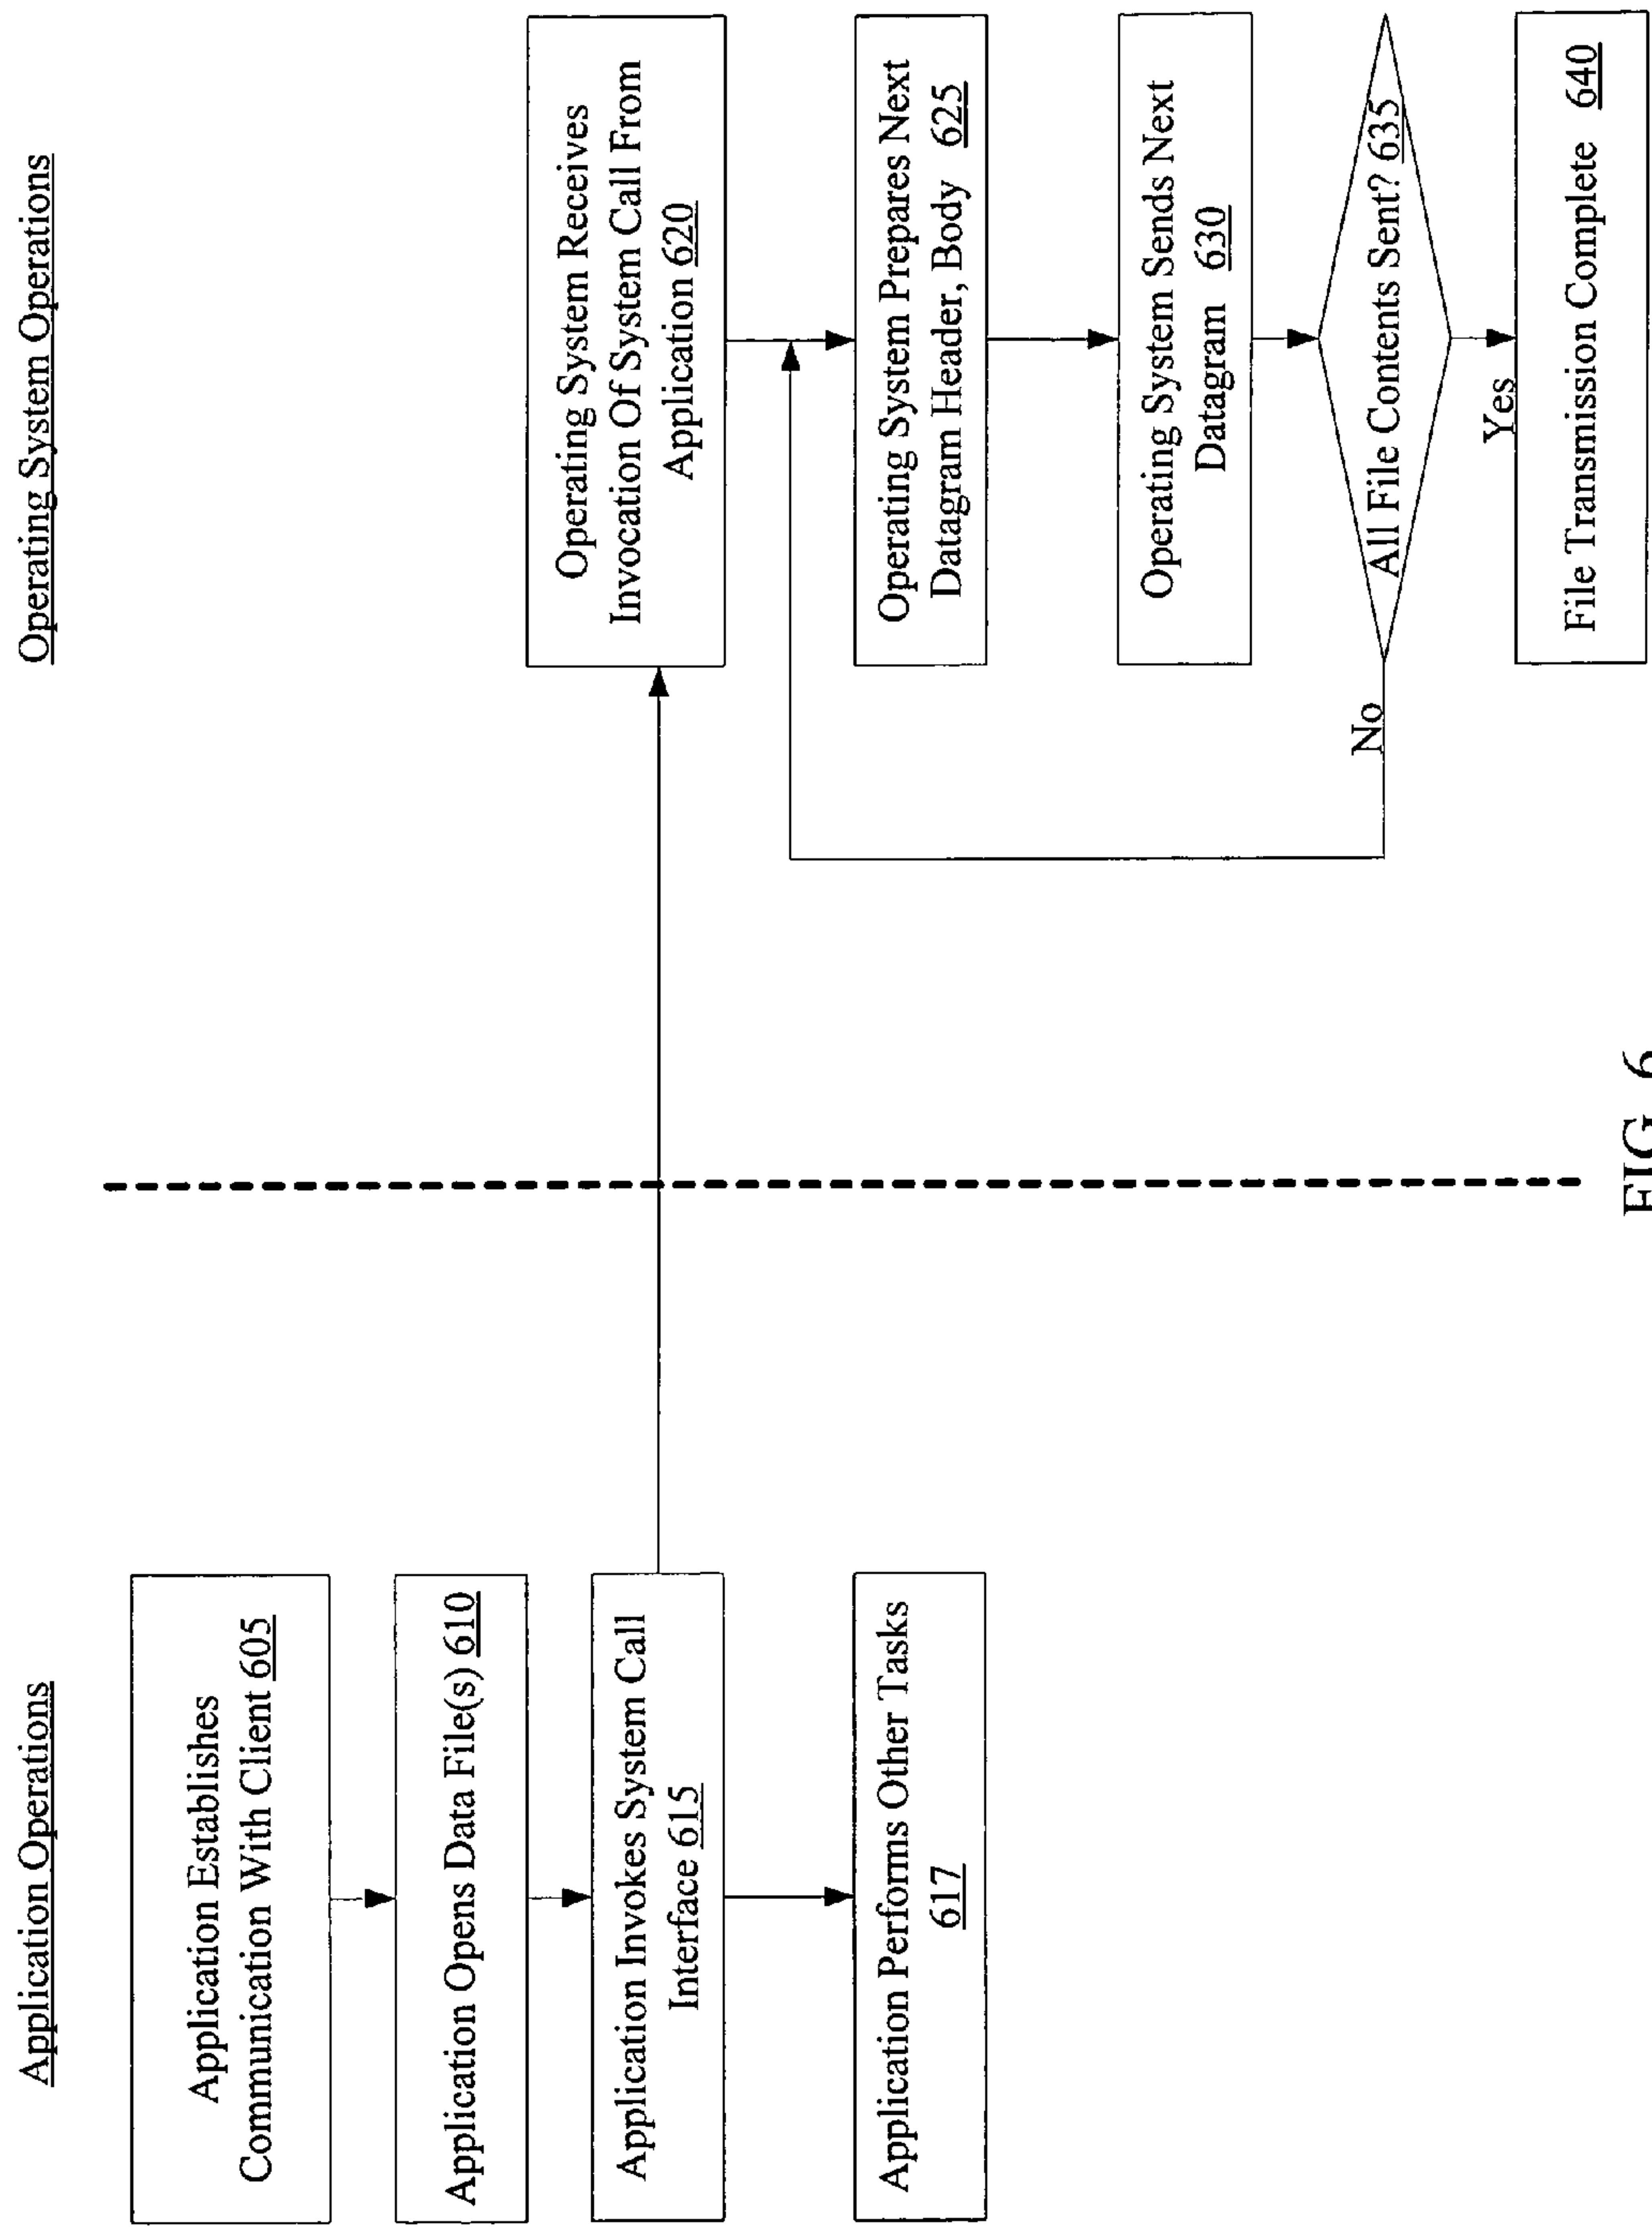 Application Operations
Application Establishes
Communication With Client 605
Application Opens Data File(s) 610
Application Invokes System Call
Interface 615
Application Performs Other Tasks
617
Operating System Operations
Operating System Receives
Invocation Of System Call From
Application 620
Operating System Prepares Next
Datagram Header, Body 625
Operating System Sends Next
Datagram 630
All File Contents Sent? 635
No
Yes
File Transmission Complete 640
FIG. 6